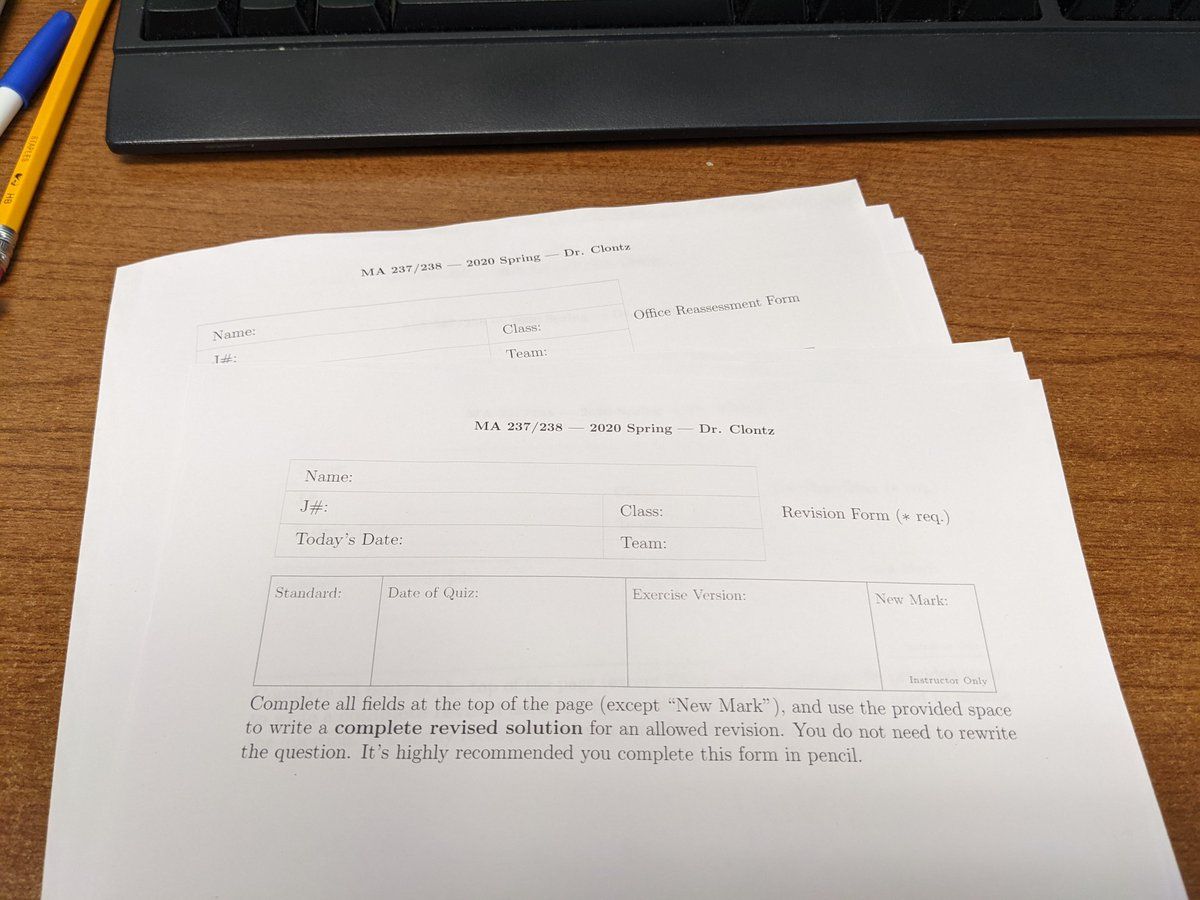 STAPLES
HB
MA 237/238 — 2020 Spring — Dr. Clontz
Office Reassessment Form
Name:
Class:
J#:
Team:
MA 237/238 — 2020 Spring — Dr. Clontz
Name:
J#:
Class:
Revision Form (* req.)
Today's Date:
Team:
Standard:
Date of Quiz:
Exercise Version:
New Mark:
Instructor Only
Complete all fields at the top of the page (except “New Mark”), and use the provided space
to write a complete revised solution for an allowed revision. You do not need to rewrite
the question. It's highly recommended you complete this form in pencil.